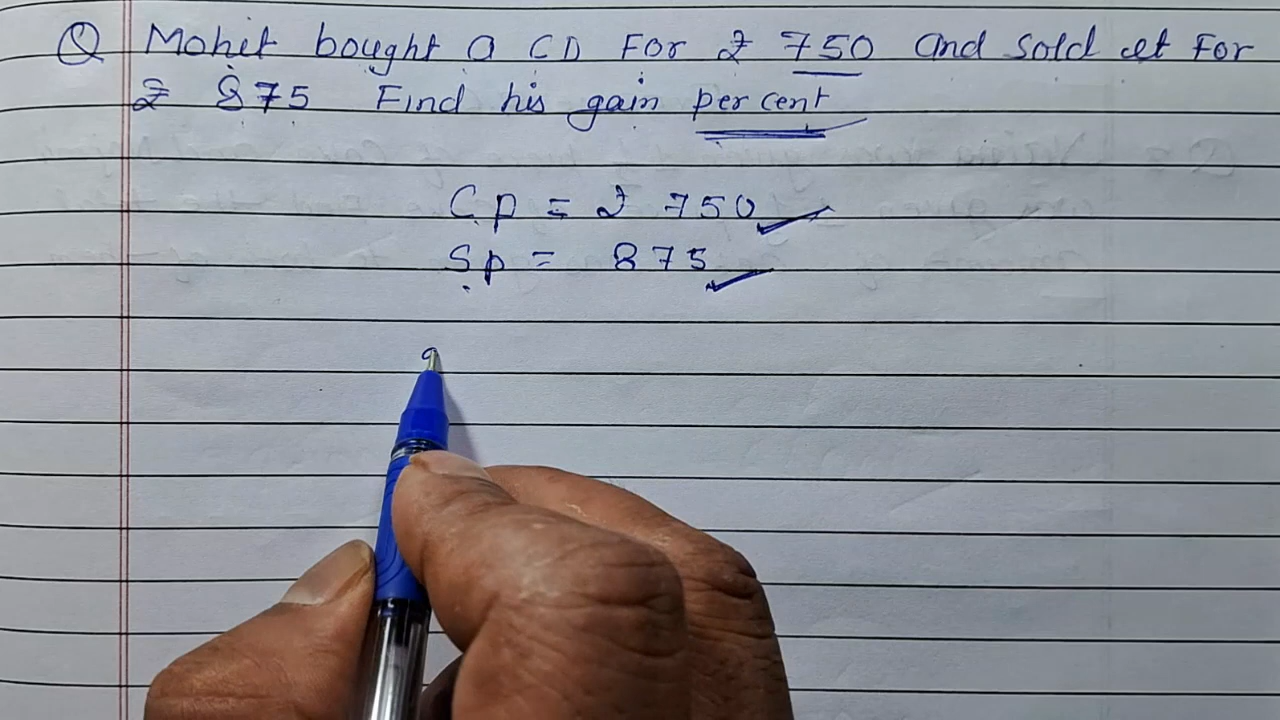 Q Mohit bought a CD For ₹ 750 and Sold it For
₹ 875 Find his gain per cent
Cp = ₹ 750
Sp = 875